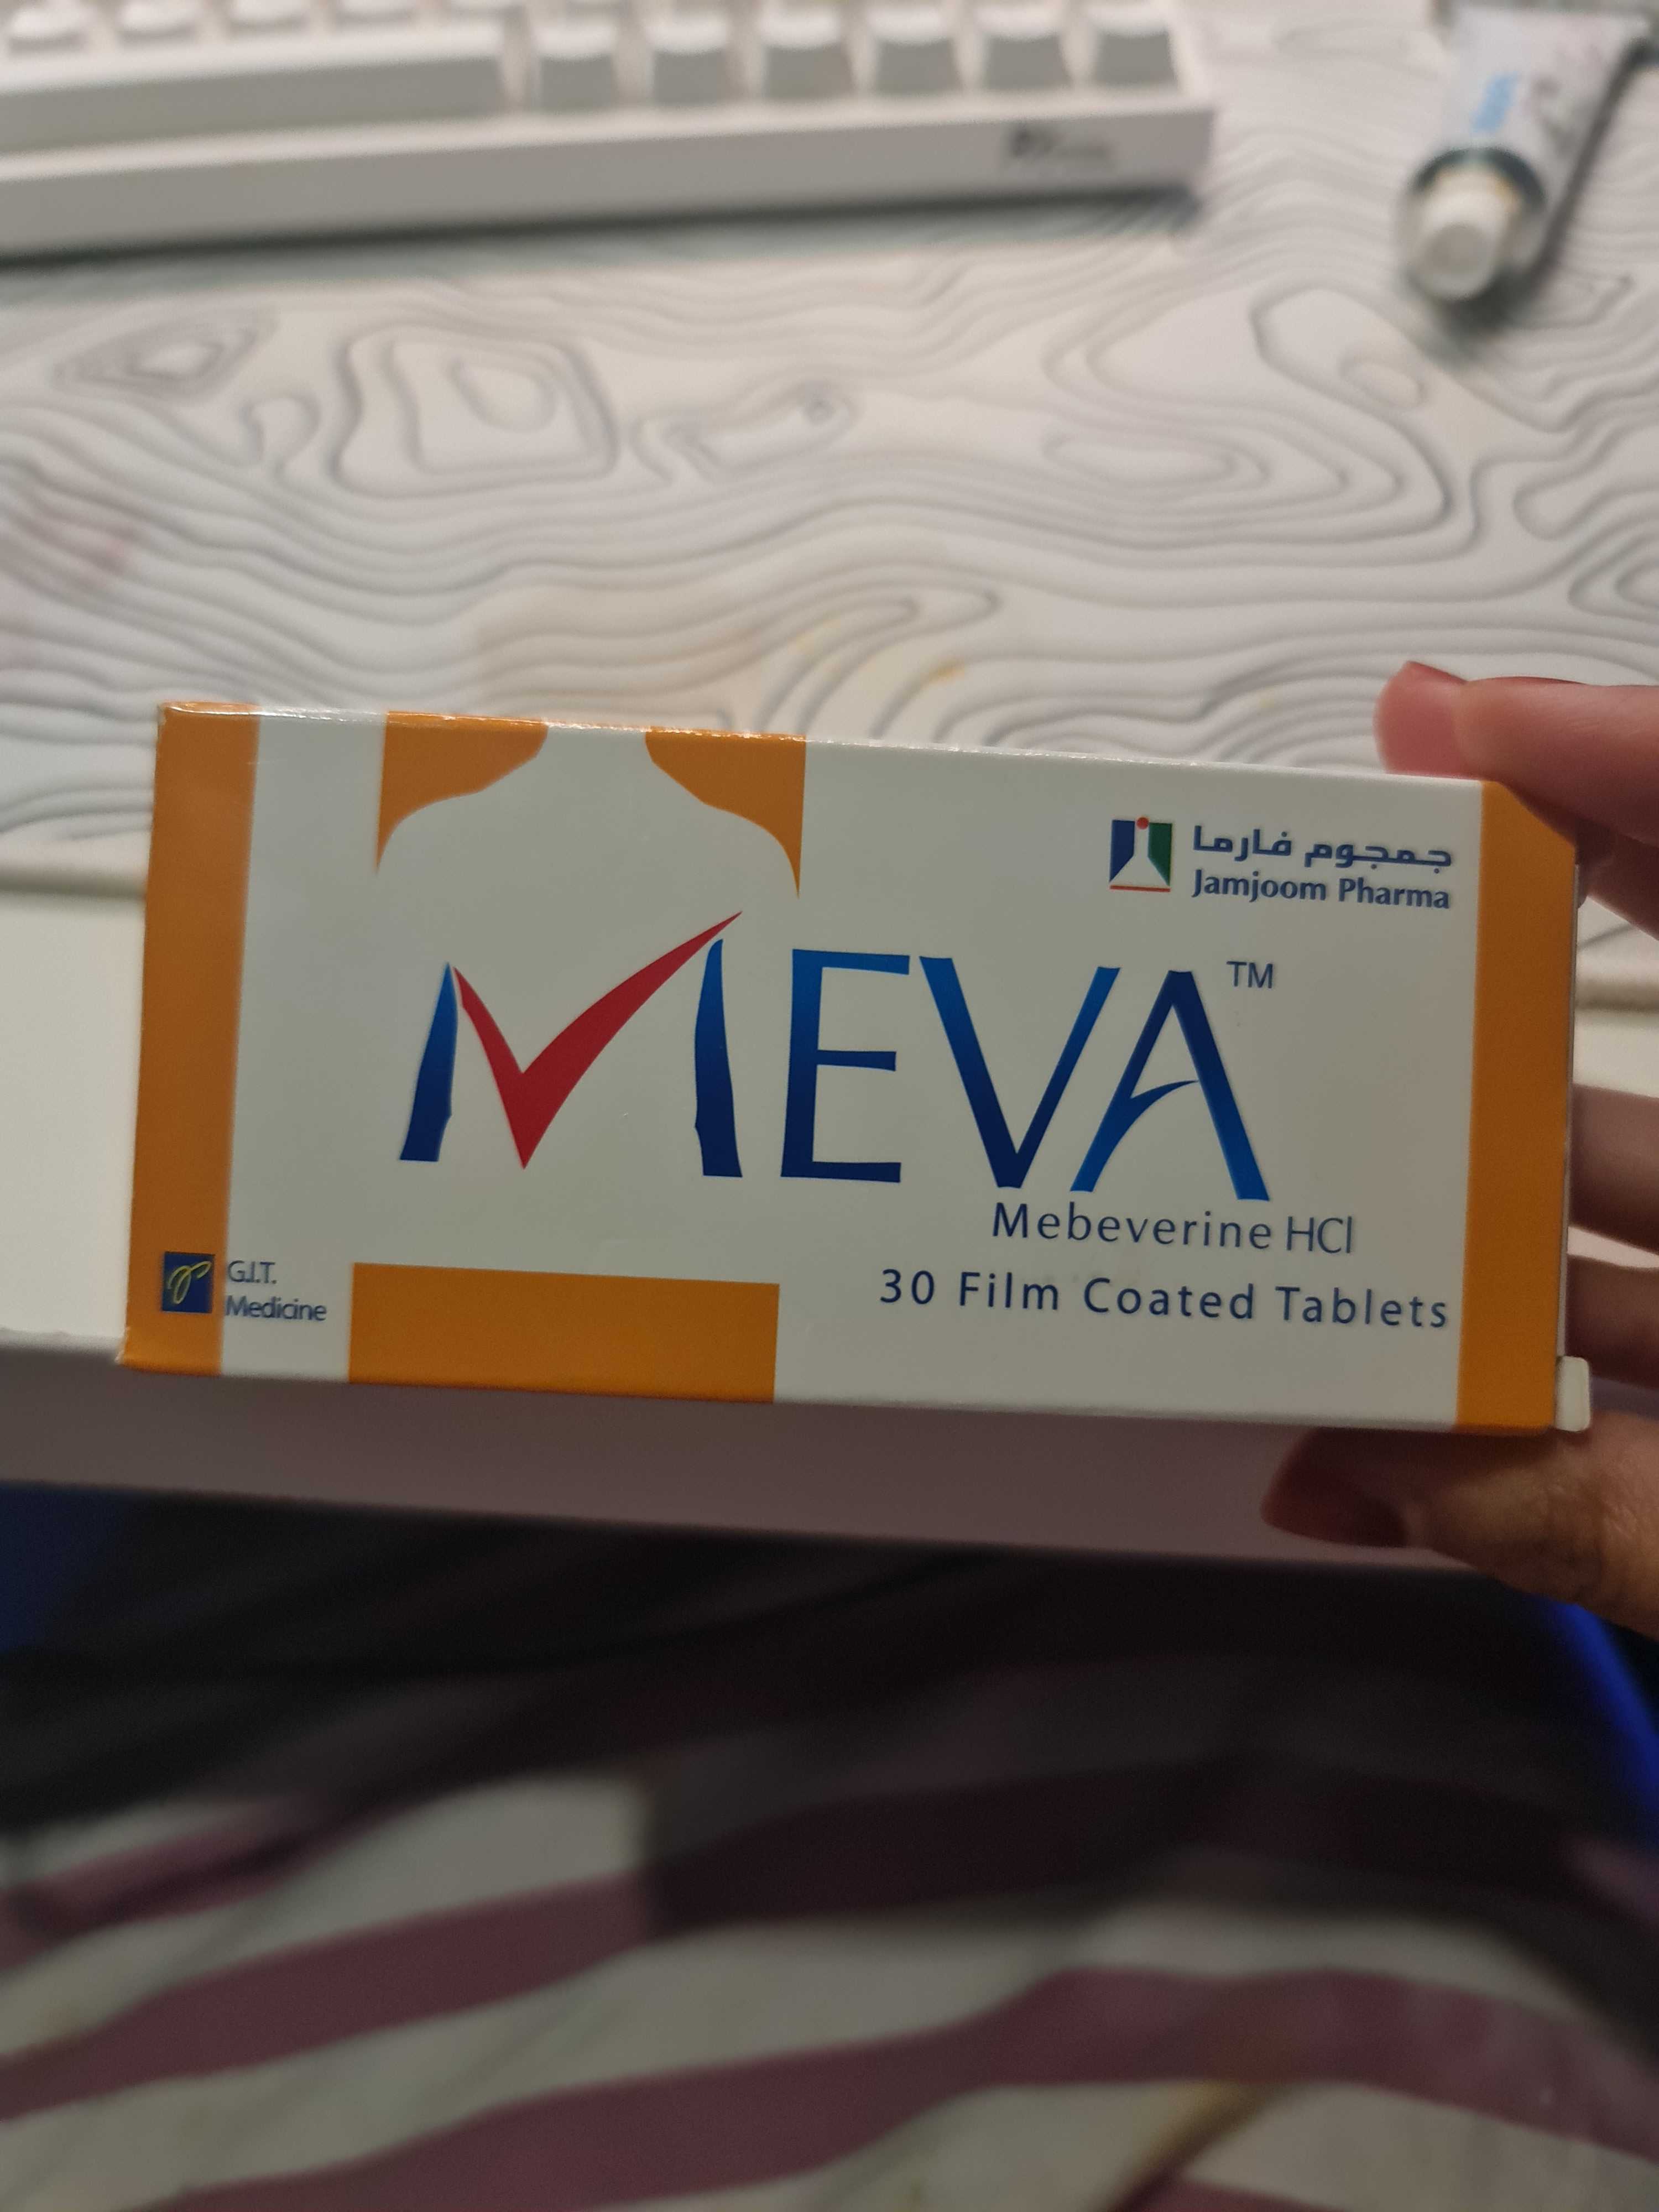 جمجوم فارما
Jamjoom Pharma
MEVA™
Mebeverine HCl
30 Film Coated Tablets
G.I.T.
Medicine